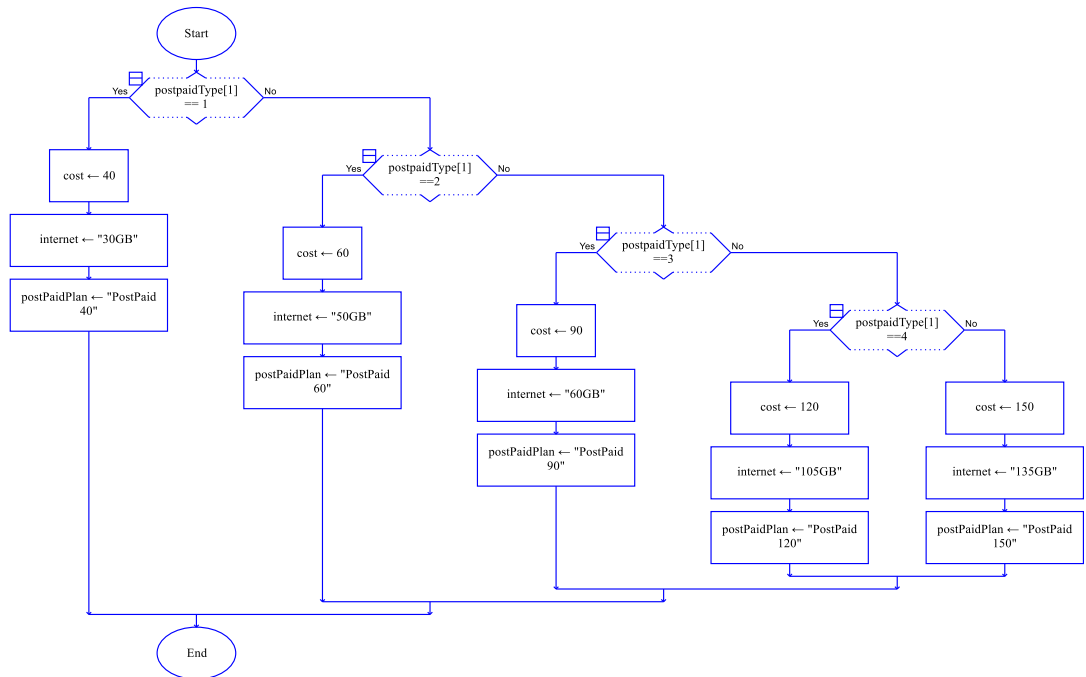 Start
postpaidType[1]
== 1
Yes
No
cost ← 40
internet ← "30GB"
postPaidPlan ← "PostPaid
40"
postpaidType[1]
==2
Yes
No
cost ← 60
internet ← "50GB"
postPaidPlan ← "PostPaid
60"
postpaidType[1]
==3
Yes
No
cost ← 90
internet ← "60GB"
postPaidPlan ← "PostPaid
90"
postpaidType[1]
==4
Yes
No
cost ← 120
internet ← "105GB"
postPaidPlan ← "PostPaid
120"
cost ← 150
internet ← "135GB"
postPaidPlan ← "PostPaid
150"
End